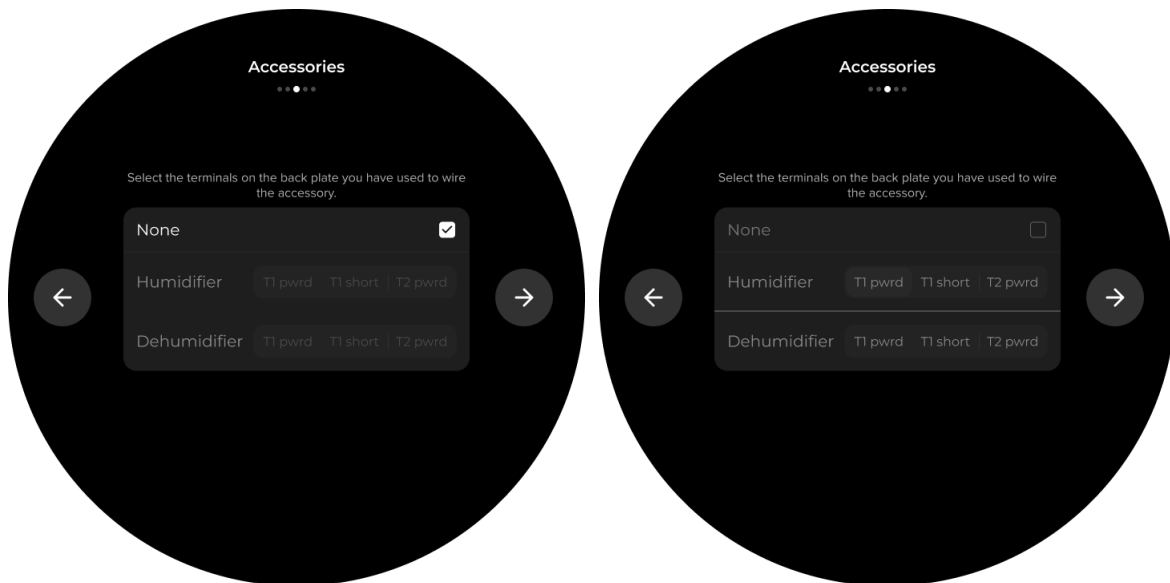 Accessories
Select the terminals on the back plate you have used to wire
the accessory.
None
Humidifier T1 pwrd T1 short T2 pwrd
Dehumidifier T1 pwrd T1 short T2 pwrd
Accessories
Select the terminals on the back plate you have used to wire
the accessory.
None
Humidifier T1 pwrd T1 short T2 pwrd
Dehumidifier T1 pwrd T1 short T2 pwrd